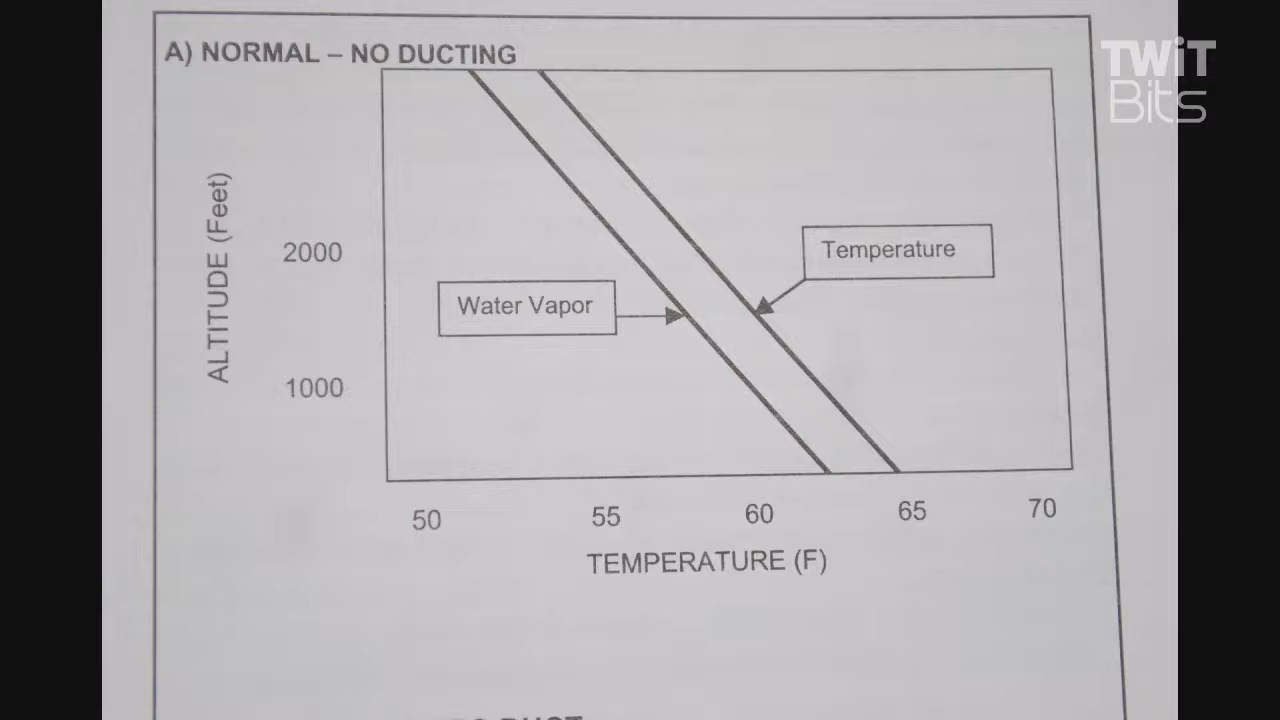 TWiT
Bits
A) NORMAL – NO DUCTING
ALTITUDE (Feet)
2000
1000
Temperature
Water Vapor
50 55 60 65 70
TEMPERATURE (F)